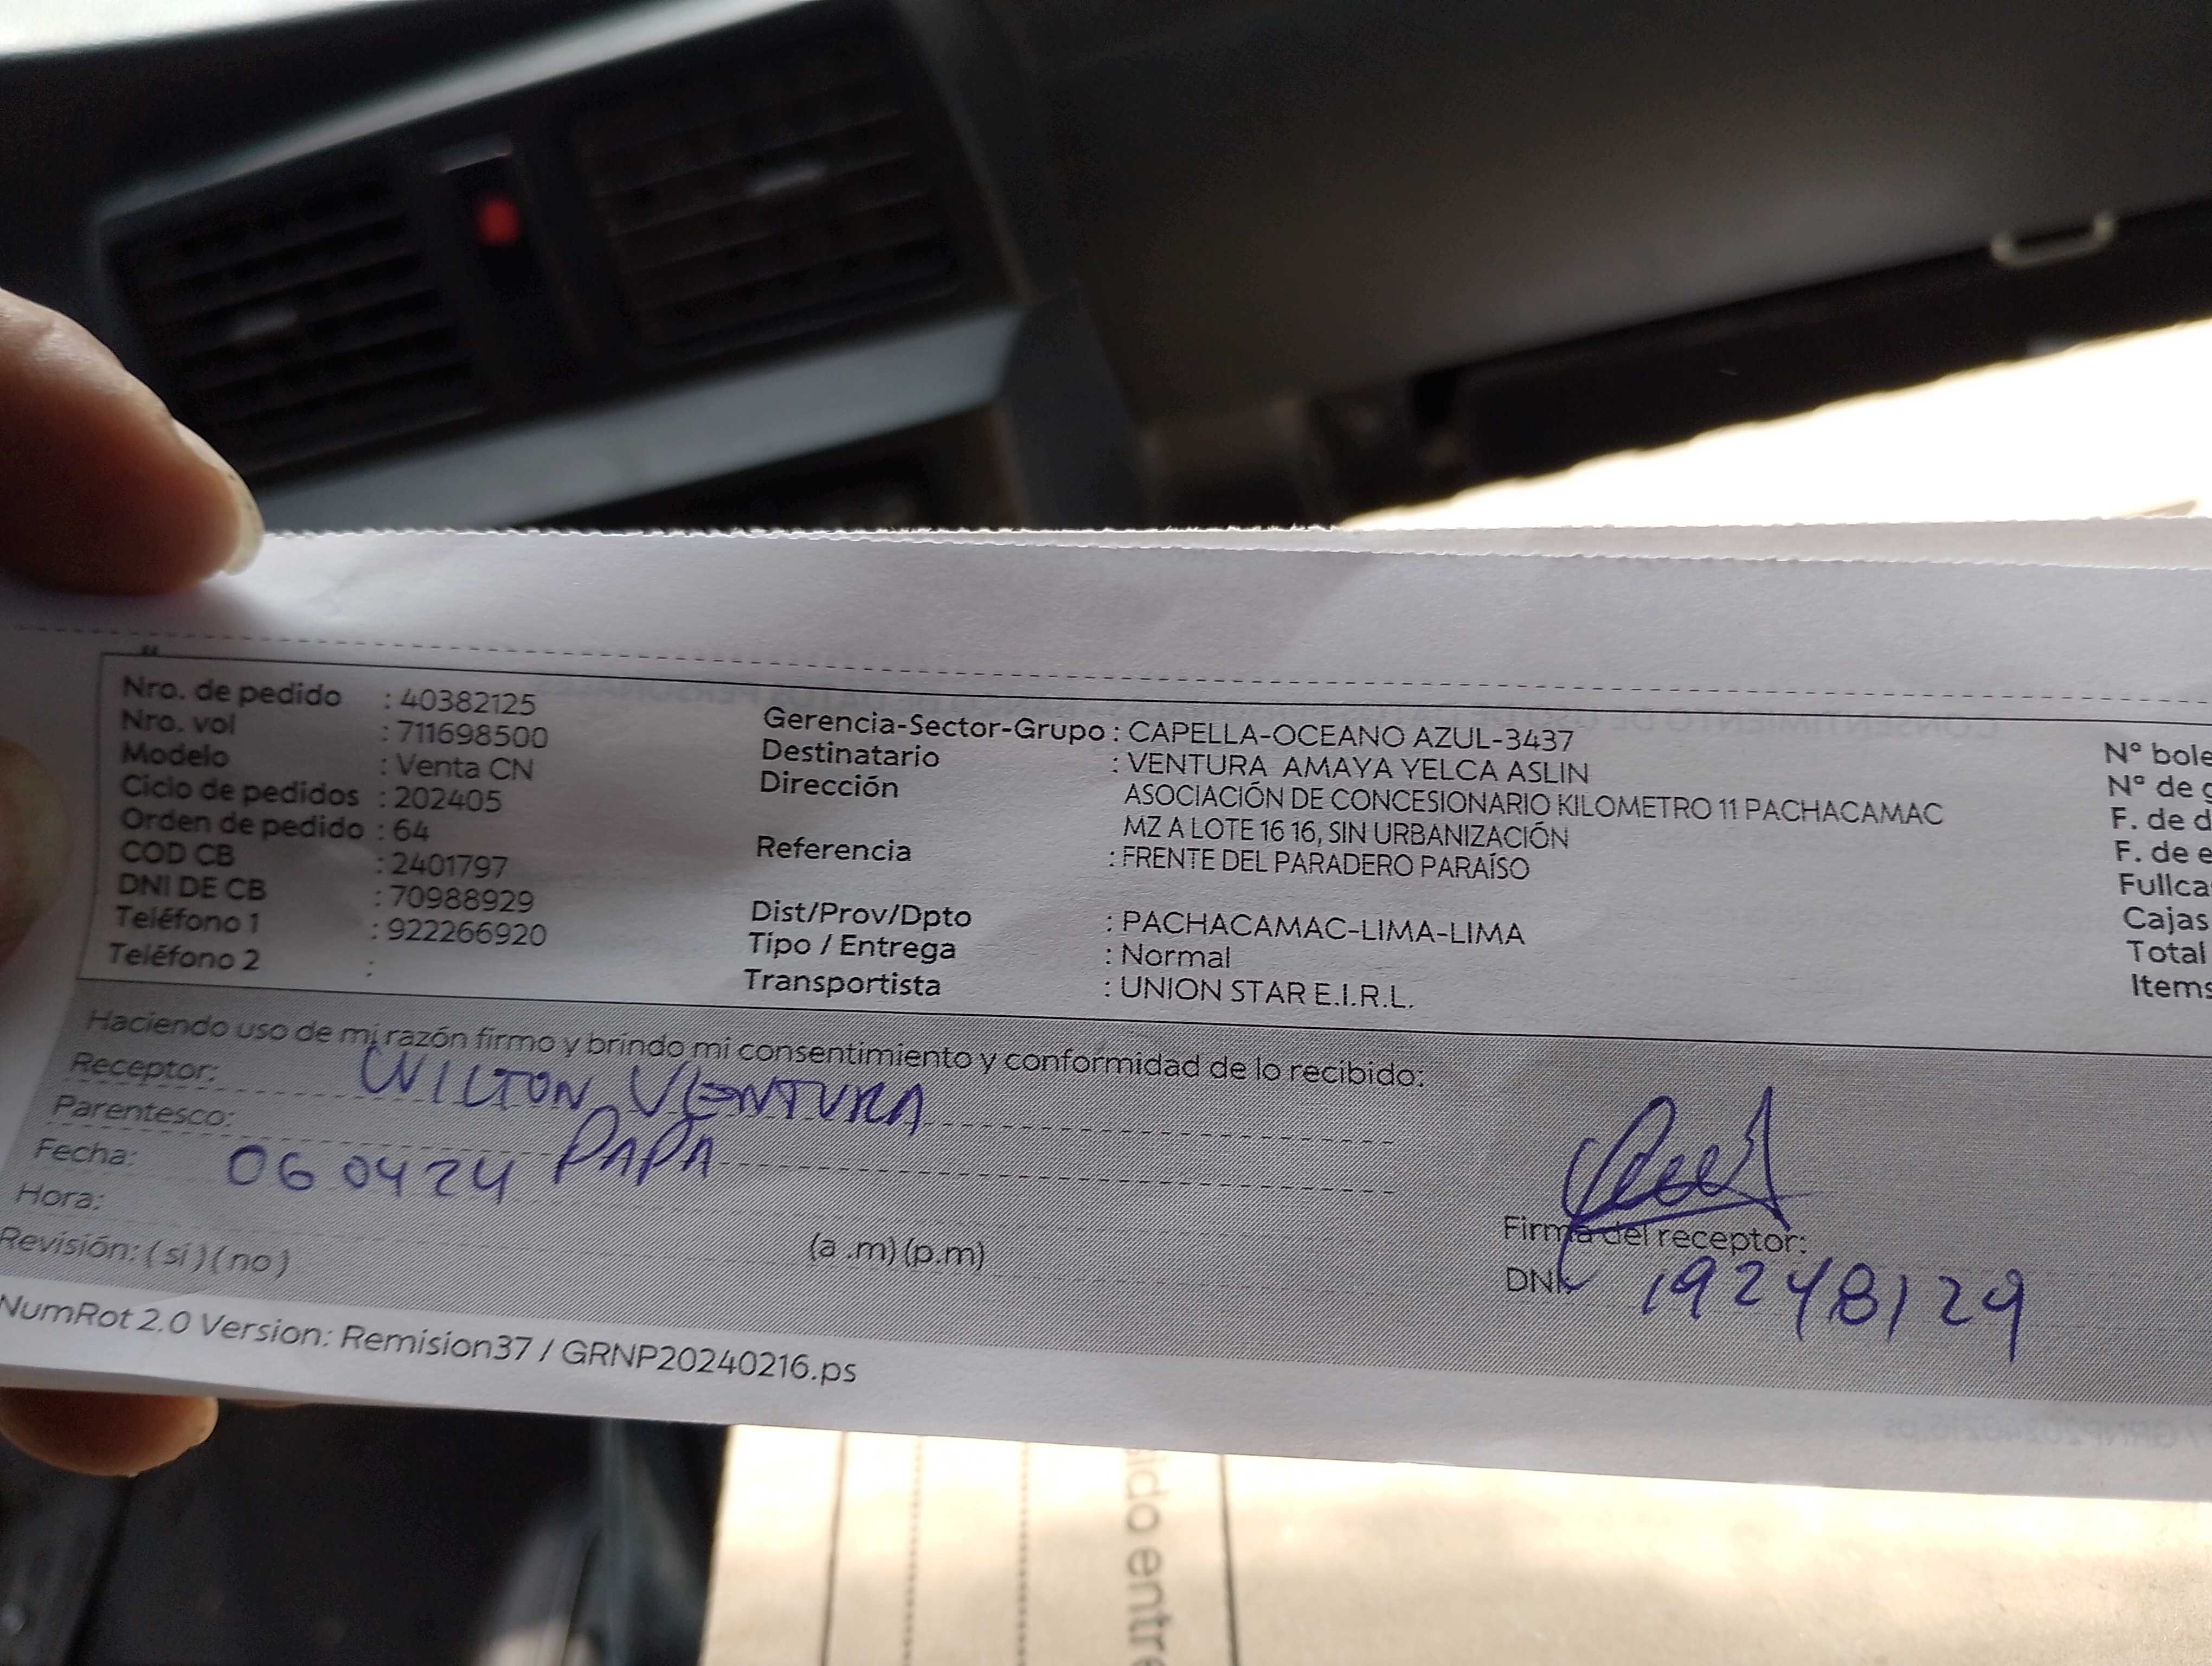 Nro. de pedido : 40382125
Nro. vol : 711698500
Modelo : Venta CN
Ciclo de pedidos : 202405
Orden de pedido : 64
COD CB : 2401797
DNI DE CB : 70988929
Teléfono 1 : 922266920
Teléfono 2 :
Gerencia-Sector-Grupo : CAPELLA-OCEANO AZUL-3437
Destinatario : VENTURA AMAYA YELCA ASLIN
Dirección ASOCIACIÓN DE CONCESIONARIO KILOMETRO 11 PACHACAMAC
MZ A LOTE 16 16, SIN URBANIZACIÓN
Referencia : FRENTE DEL PARADERO PARAÍSO
Dist/Prov/Dpto : PACHACAMAC-LIMA-LIMA
Tipo / Entrega : Normal
Transportista : UNION STAR E.I.R.L.
N° bole
N° de
F. de d
F. de e
Fullca
Cajas
Total
Items
Haciendo uso de mi razón firmo y brindo mi consentimiento y conformidad de lo recibido:
Receptor: WILTON VENTURA
Parentesco: PAPA
Fecha: 060424
Hora: (a .m) (p.m)
Revisión: ( si ) ( no )
Firma del receptor:
DNI: 19248129
NumRot 2.0 Version: Remision37 / GRNP20240216.ps
ido entre